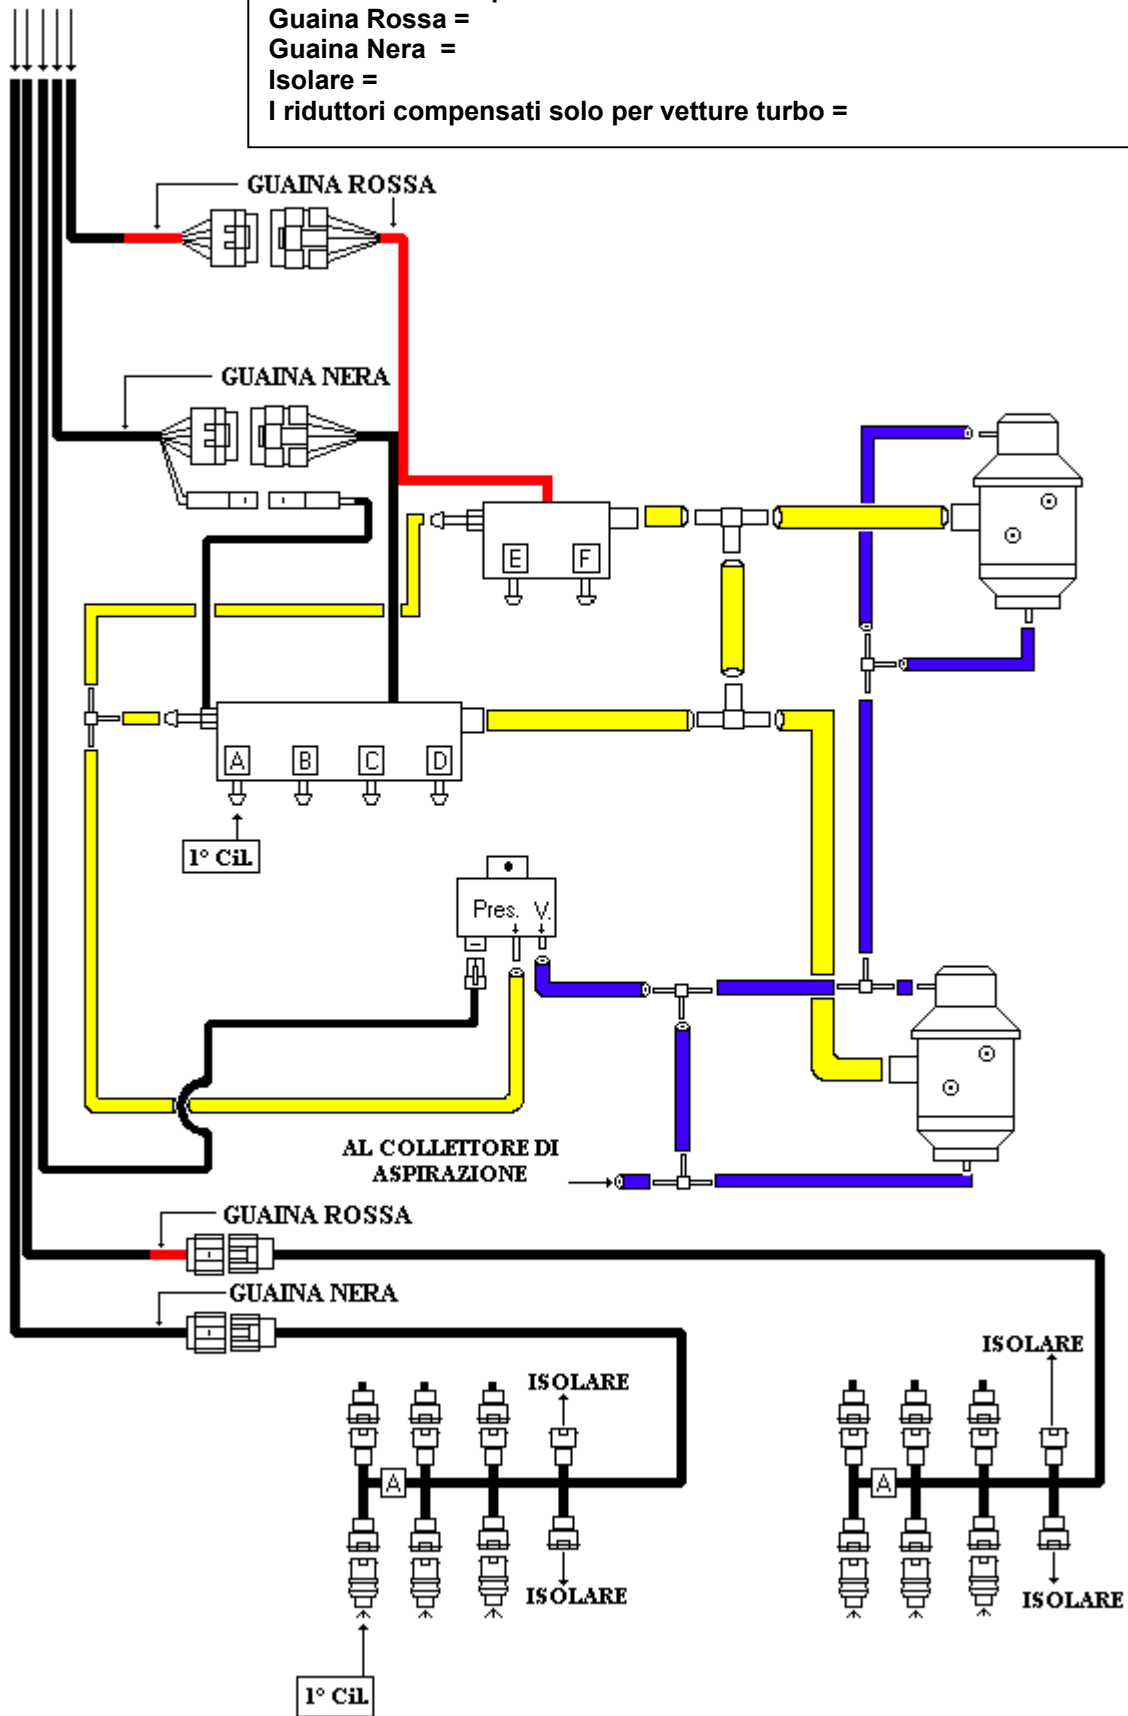 Guaina Rossa =
Guaina Nera =
Isolare =
I riduttori compensati solo per vetture turbo =
GUAINA ROSSA
GUAINA NERA
E F
A B C D
1° Cil.
Pres. V.
AL COLLETTORE DI
ASPIRAZIONE
GUAINA ROSSA
GUAINA NERA
ISOLARE
ISOLARE
A
A
ISOLARE
ISOLARE
1° Cil.